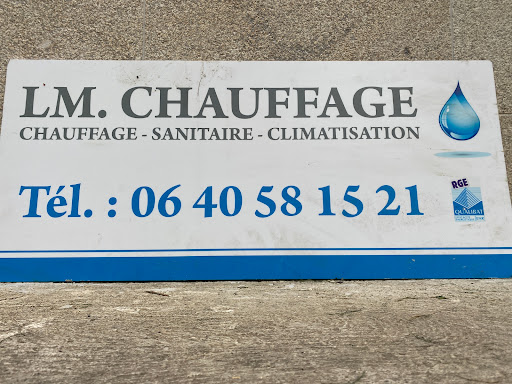 LM. CHAUFFAGE
CHAUFFAGE - SANITAIRE - CLIMATISATION
Tél. : 06 40 58 15 21
RGE
QUALIBAT